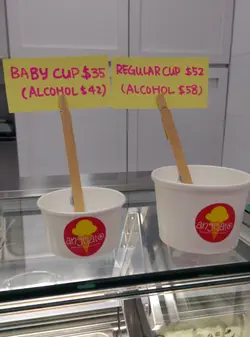 BABY CUP $35
(ALCOHOL $42)
REGULAR CUP $52
(ALCOHOL $58)